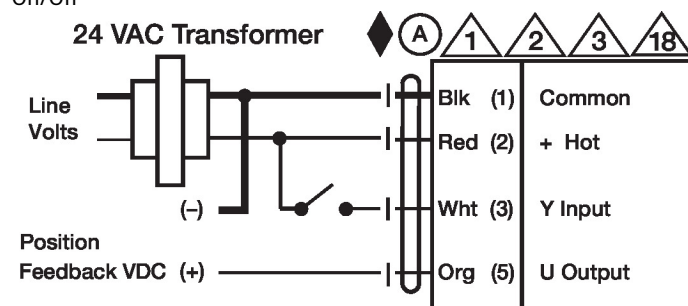 On/Off
24 VAC Transformer
A 1 2 3 18
Line Volts
Blk (1) Common
Red (2) + Hot
(–)
Wht (3) Y Input
Position
Feedback VDC (+)
Org (5) U Output